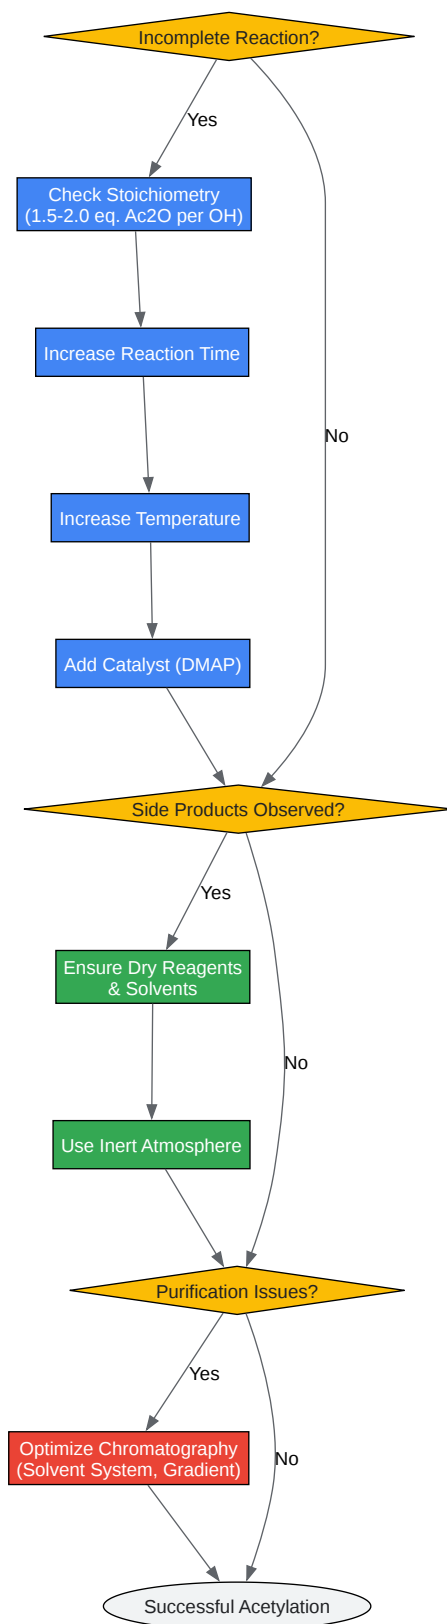 Incomplete Reaction?
Yes
Check Stoichiometry
(1.5-2.0 eq. Ac2O per OH)
Increase Reaction Time
No
Increase Temperature
Add Catalyst (DMAP)
Side Products Observed?
Yes
Ensure Dry Reagents
& Solvents
No
Use Inert Atmosphere
Purification Issues?
Yes
Optimize Chromatography
(Solvent System, Gradient)
No
Successful Acetylation